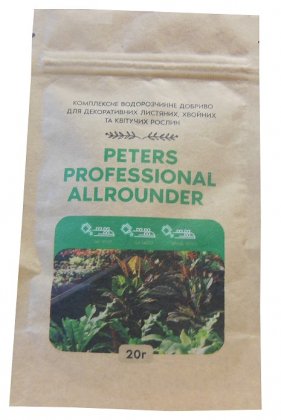 КОМПЛЕКСНЕ ВОДОРОЗЧИННЕ ДОБРИВО
ДЛЯ ДЕКОРАТИВНИХ ЛИСТЯНИХ, ХВОЙНИХ
ТА КВІТУЧИХ РОСЛИН
PETERS
PROFESSIONAL
ALLROUNDER
20г